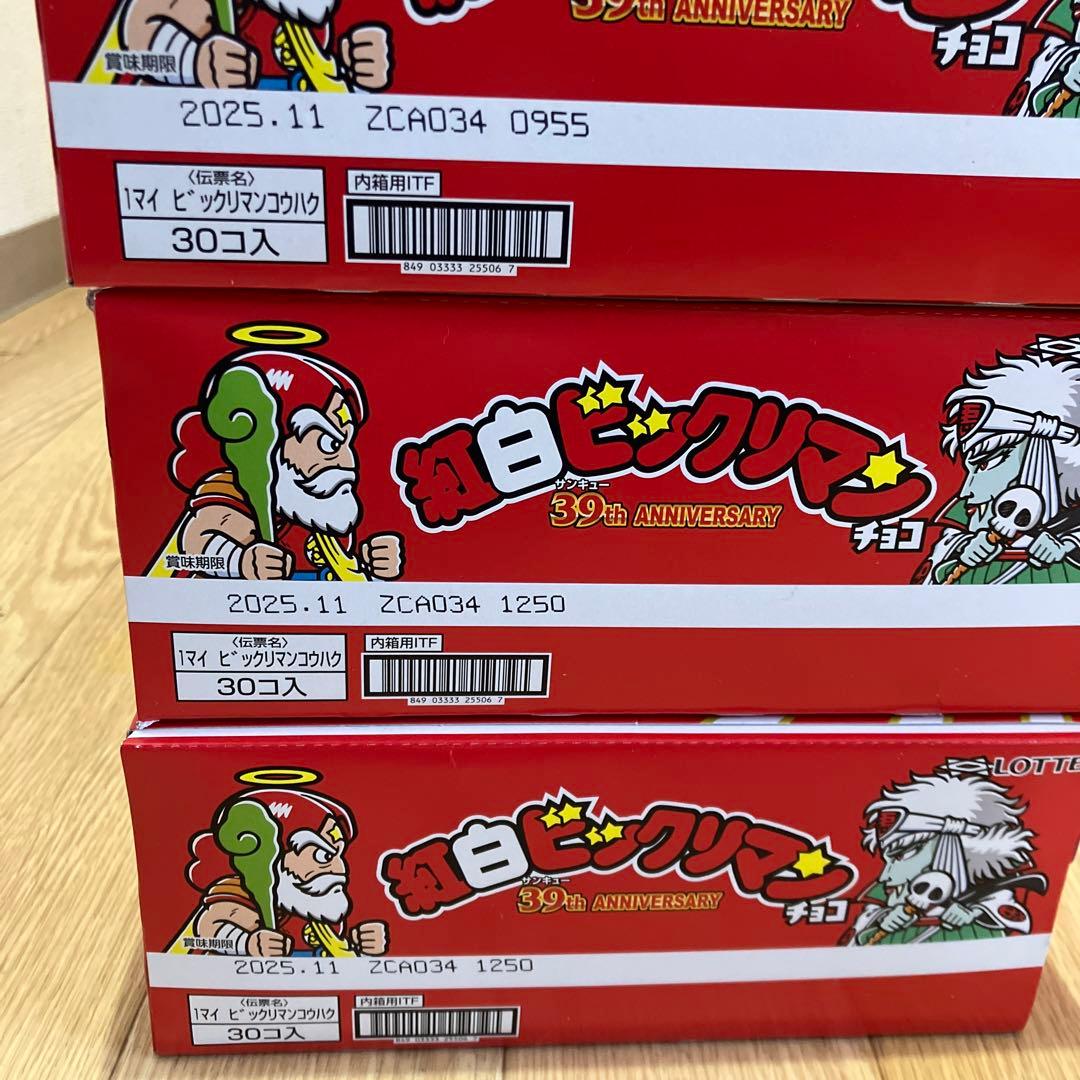 39th ANNIVERSARY
チョコ
賞味期限
2025.11 ZCA034 0955
〈伝票名〉
1マイ ビックリマンコウハク
30コ入
内箱用ITF
849 03333 25506 7
紅白ビックリマン
サンキュー
39th ANNIVERSARY
チョコ
賞味期限
2025.11 ZCA034 1250
〈伝票名〉
1マイ ビックリマンコウハク
30コ入
内箱用ITF
849 03333 25506 7
LOTTE
紅白ビックリマン
サンキュー
39th ANNIVERSARY
チョコ
賞味期限
2025.11 ZCA034 1250
〈伝票名〉
1マイ ビックリマンコウハク
30コ入
内箱用ITF
849 03333 25506 7